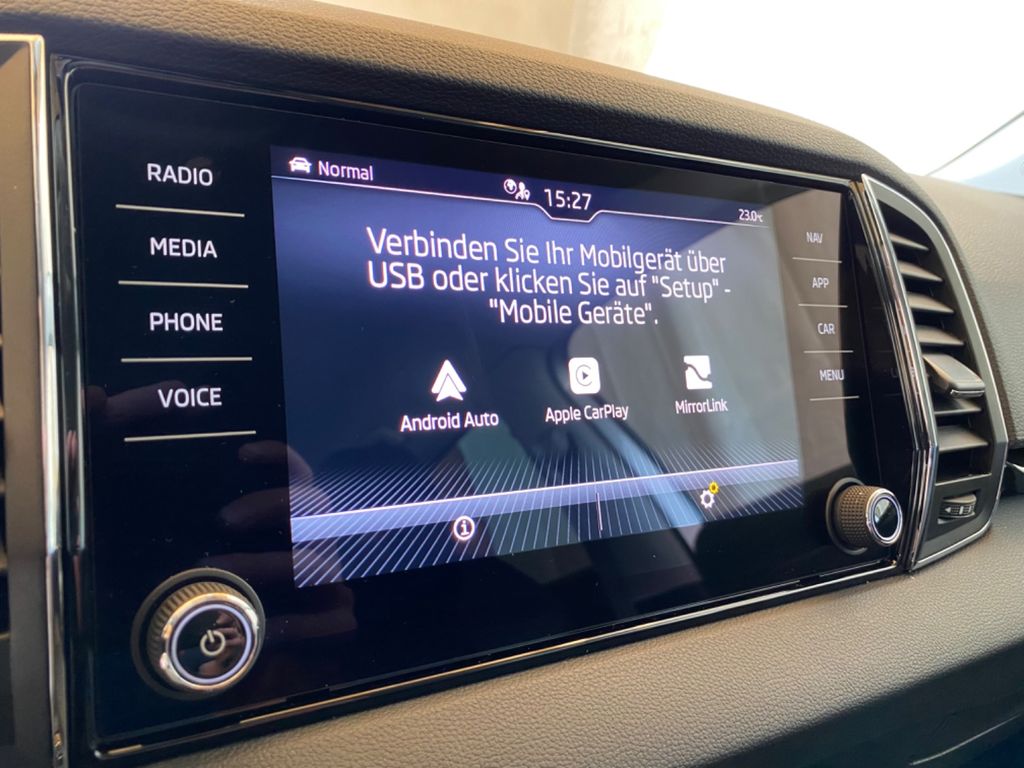 RADIO
MEDIA
PHONE
VOICE
Normal
15:27
23.0°C
Verbinden Sie Ihr Mobilgerät über
USB oder klicken Sie auf "Setup" -
"Mobile Geräte".
Android Auto
Apple CarPlay
MirrorLink
NAV
APP
CAR
MENU